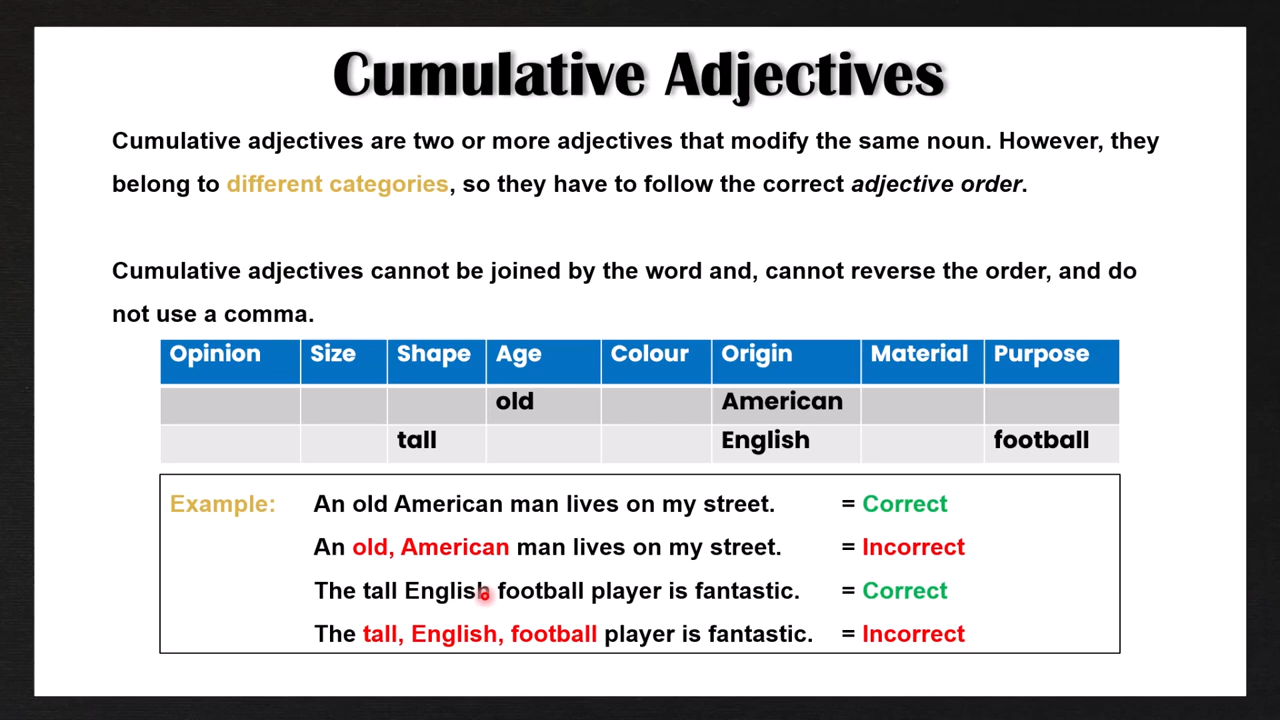 Cumulative Adjectives
Cumulative adjectives are two or more adjectives that modify the same noun. However, they
belong to different categories, so they have to follow the correct adjective order.
Cumulative adjectives cannot be joined by the word and, cannot reverse the order, and do
not use a comma.
Opinion Size Shape Age Colour Origin Material Purpose
old American
tall English football
Example: An old American man lives on my street. = Correct
An old, American man lives on my street. = Incorrect
The tall English football player is fantastic. = Correct
The tall, English, football player is fantastic. = Incorrect